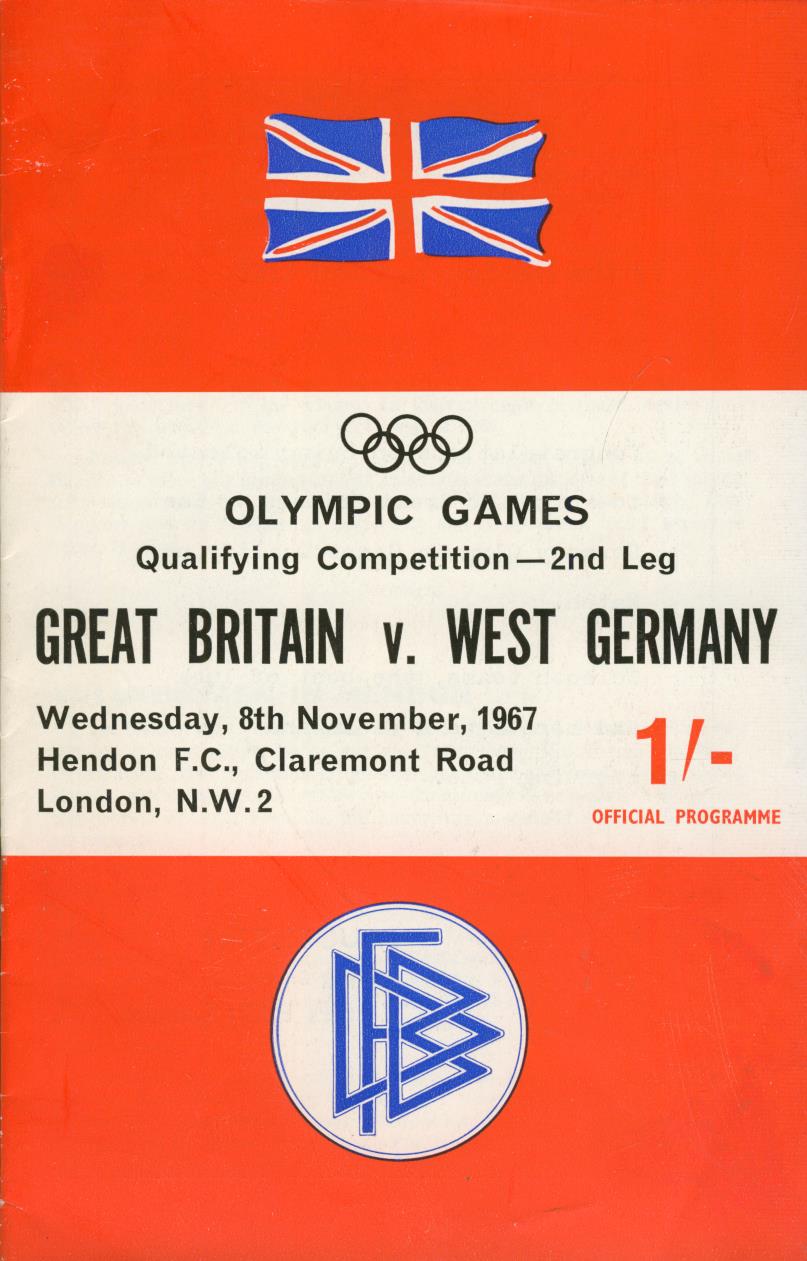 OLYMPIC GAMES
Qualifying Competition — 2nd Leg
GREAT BRITAIN v. WEST GERMANY
Wednesday, 8th November, 1967
Hendon F.C., Claremont Road
London, N.W.2
1/-
OFFICIAL PROGRAMME
DFB